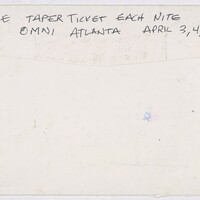 E TAPER TICKET EACH NITE
OMNI ATLANTA APRIL 3,4,